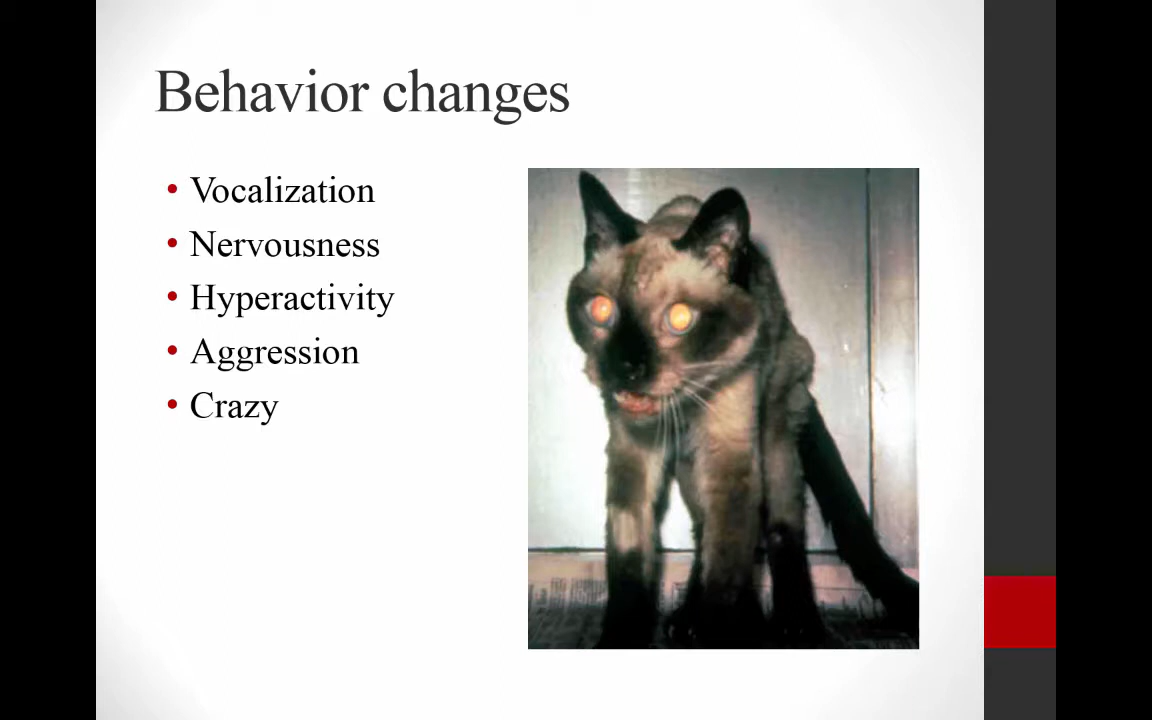 Behavior changes
• Vocalization
• Nervousness
• Hyperactivity
• Aggression
• Crazy